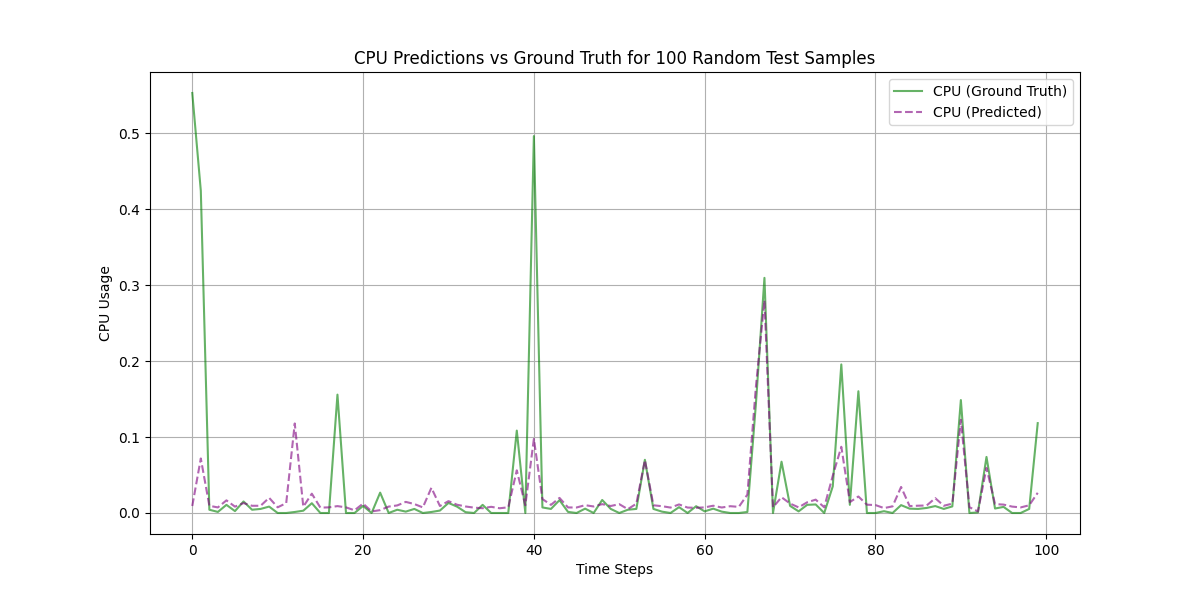 CPU Predictions vs Ground Truth for 100 Random Test Samples
CPU (Ground Truth)
CPU (Predicted)
CPU Usage
0.5
0.4
0.3
0.2
0.1
0.0
0 20 40 60 80 100
Time Steps